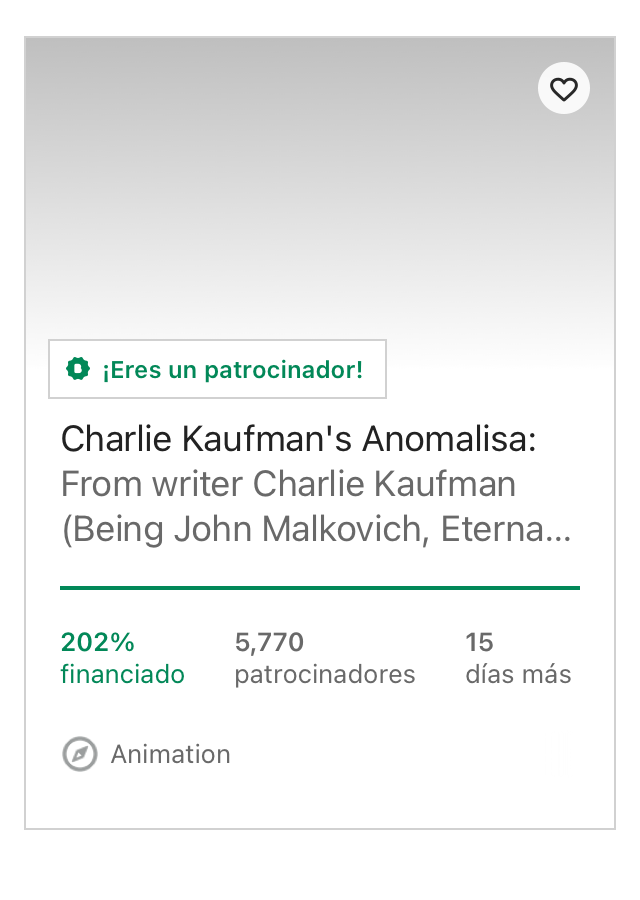 ¡Eres un patrocinador!
Charlie Kaufman's Anomalisa:
From writer Charlie Kaufman
(Being John Malkovich, Eterna...
202% 5,770 15
financiado patrocinadores días más
Animation